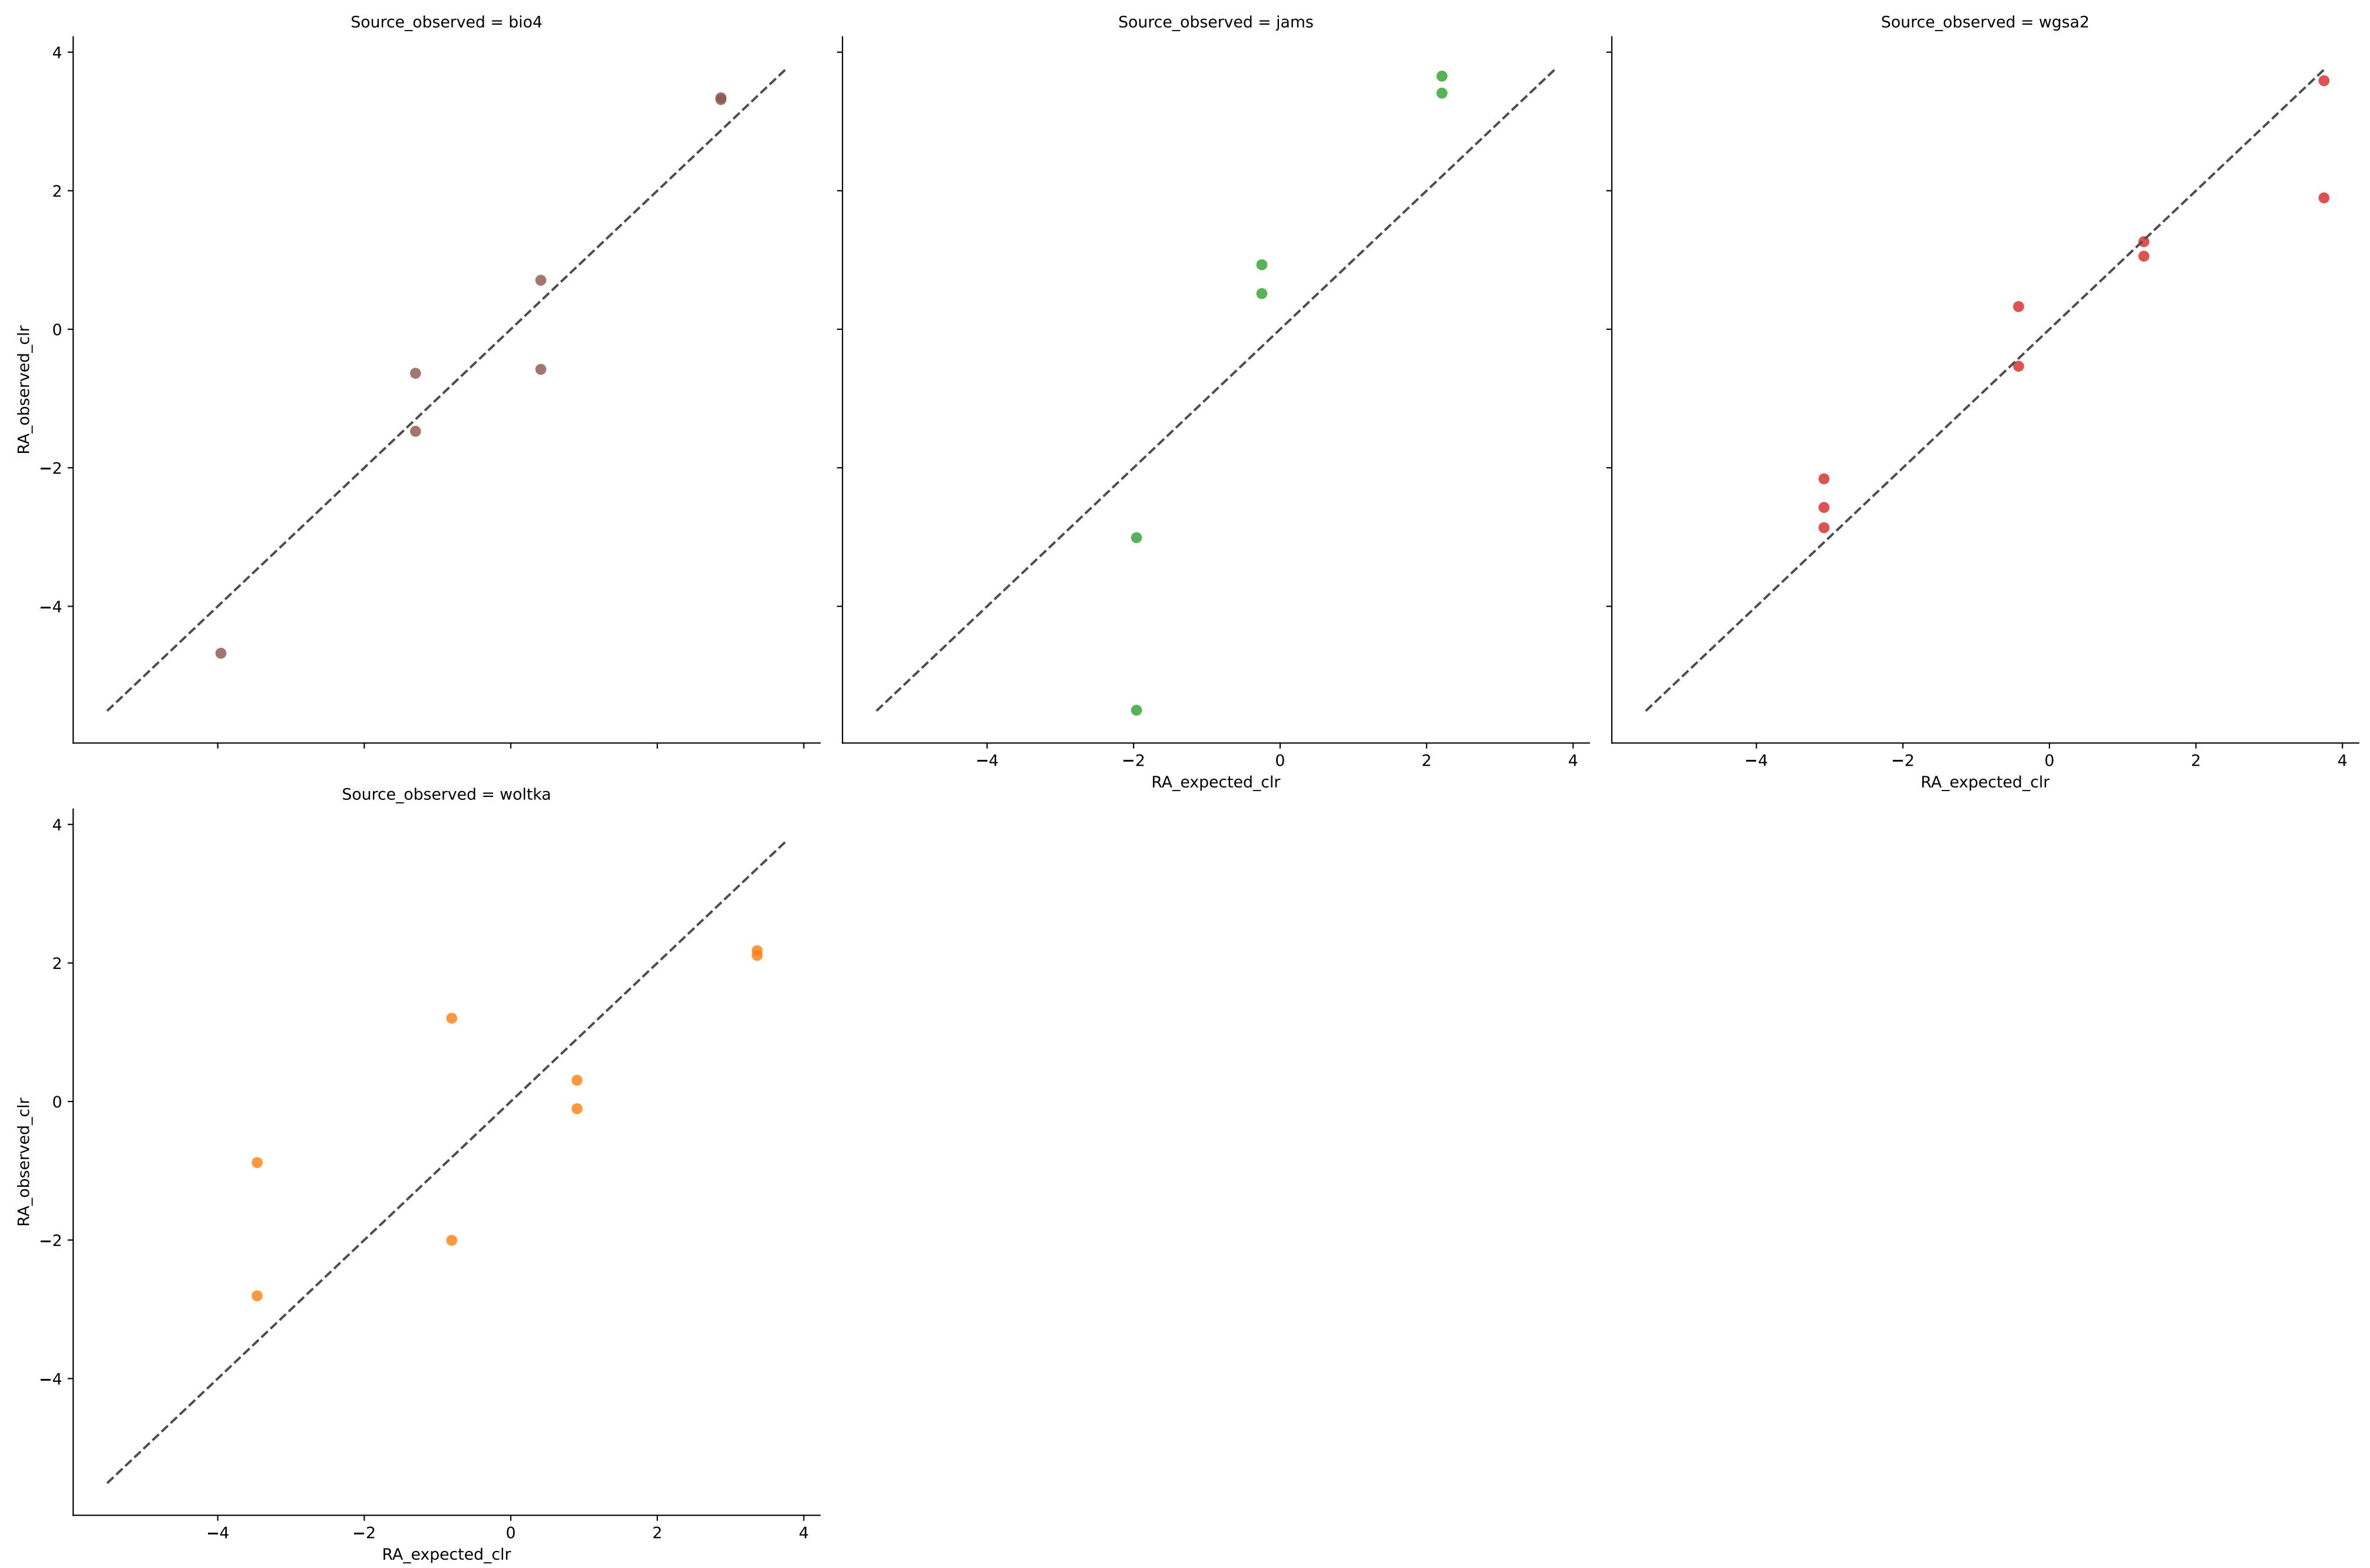 Source_observed = bio4
Source_observed = jams
Source_observed = wgsa2
4
2
0
−2
−4
RA_observed_clr
−4
−2
0
2
4
RA_expected_clr
−4
−2
0
2
4
RA_expected_clr
Source_observed = woltka
4
2
0
−2
−4
RA_observed_clr
−4
−2
0
2
4
RA_expected_clr